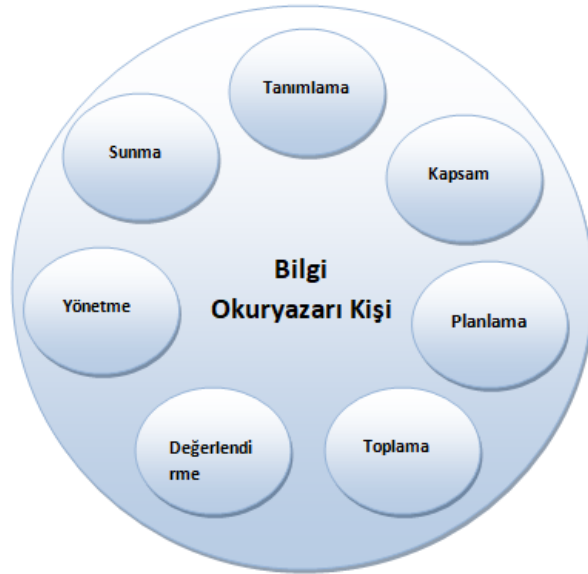 Tanımlama
Sunma
Kapsam
Bilgi
Okuryazarı Kişi
Yönetme
Planlama
Değerlendi
rme
Toplama